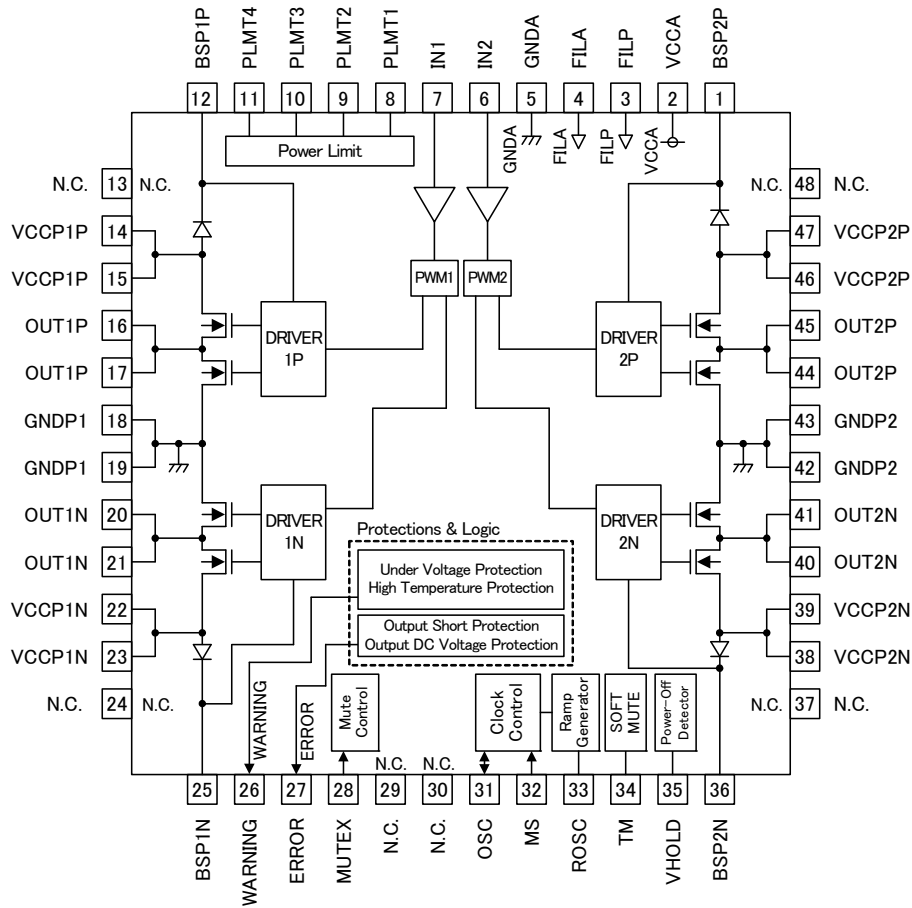 BSP1P
PLMT4
PLMT3
PLMT2
PLMT1
IN1
IN2
GNDA
FILA
FILP
VCCA
BSP2P
12
11
10
9
8
7
6
5
4
3
2
1
Power Limit
GNDA
FILA
FILP
VCCA
N.C. 13 N.C.
N.C. 48 N.C.
VCCP1P 14
47 VCCP2P
VCCP1P 15
46 VCCP2P
PWM1
PWM2
OUT1P 16
45 OUT2P
DRIVER
1P
DRIVER
2P
OUT1P 17
44 OUT2P
GNDP1 18
43 GNDP2
GNDP1 19
42 GNDP2
OUT1N 20
41 OUT2N
DRIVER
1N
DRIVER
2N
OUT1N 21
40 OUT2N
Protections & Logic
Under Voltage Protection
High Temperature Protection
Output Short Protection
Output DC Voltage Protection
VCCP1N 22
39 VCCP2N
VCCP1N 23
38 VCCP2N
N.C. 24 N.C.
N.C. 37 N.C.
WARNING
ERROR
Mute
Control
N.C.
N.C.
Clock
Control
Ramp
Generator
SOFT
MUTE
Power-Off
Detector
25
26
27
28
29
30
31
32
33
34
35
36
BSP1N
WARNING
ERROR
MUTEX
N.C.
N.C.
OSC
MS
ROSC
TM
VHOLD
BSP2N